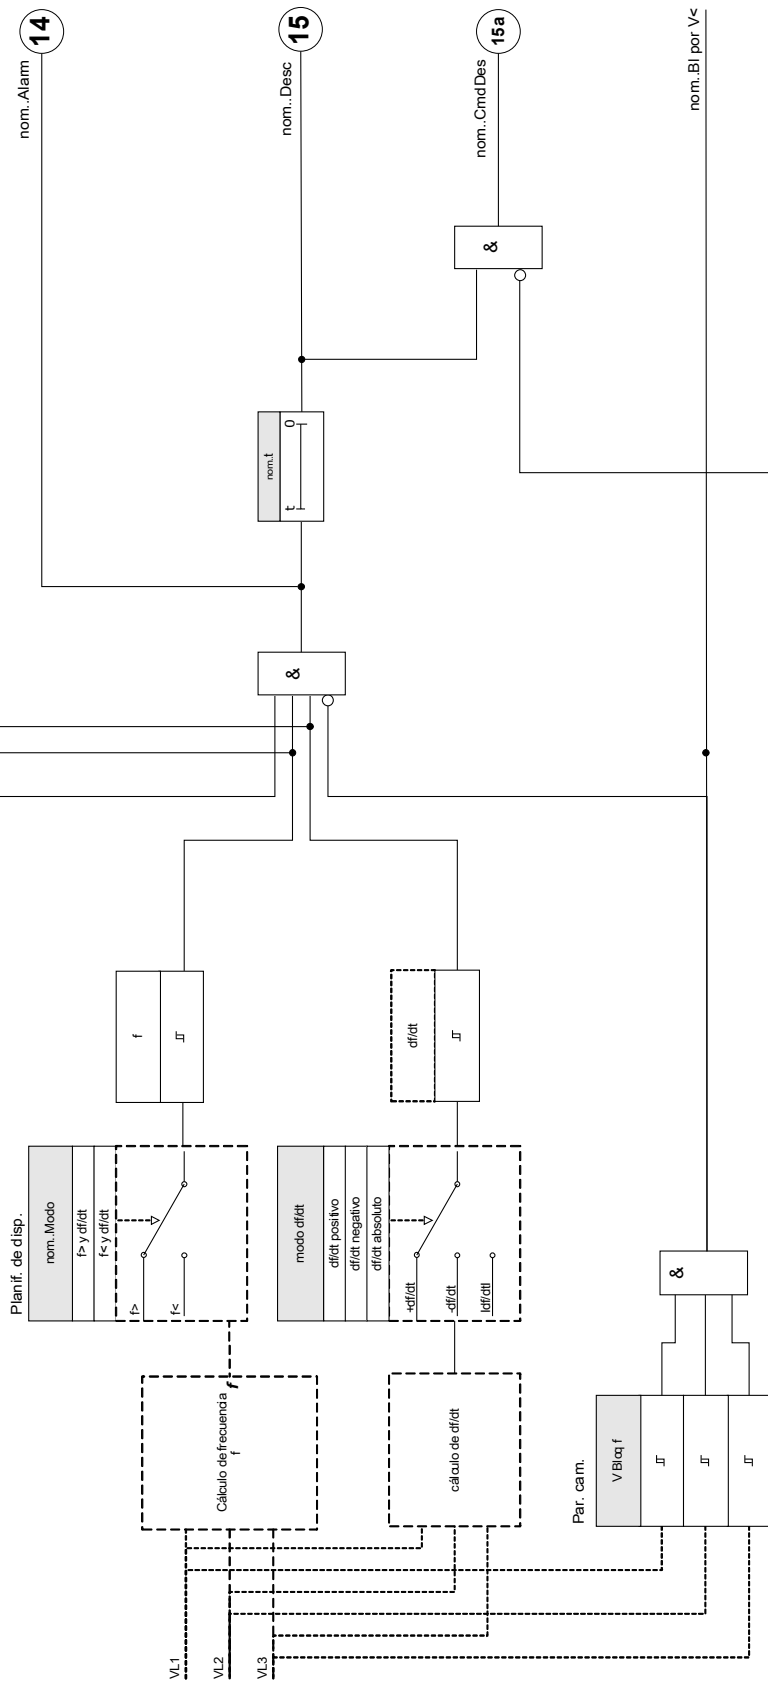 14
nom..Alarm
15
nom..Desc
15a
nom..CmdDes
nom..Bl por V<
&
nom.t
t
0
&
f
df/dt
Planif. de disp.
nom..Modo
f> y df/dt
f< y df/dt
f>
f<
modo df/dt
df/dt positivo
df/dt negativo
df/dt absoluto
+df/dt
-df/dt
|df/dt|
&
Cálculo de frecuencia
f
f
cálculo de df/dt
Par. cam.
V Bloq f
VL1
VL2
VL3